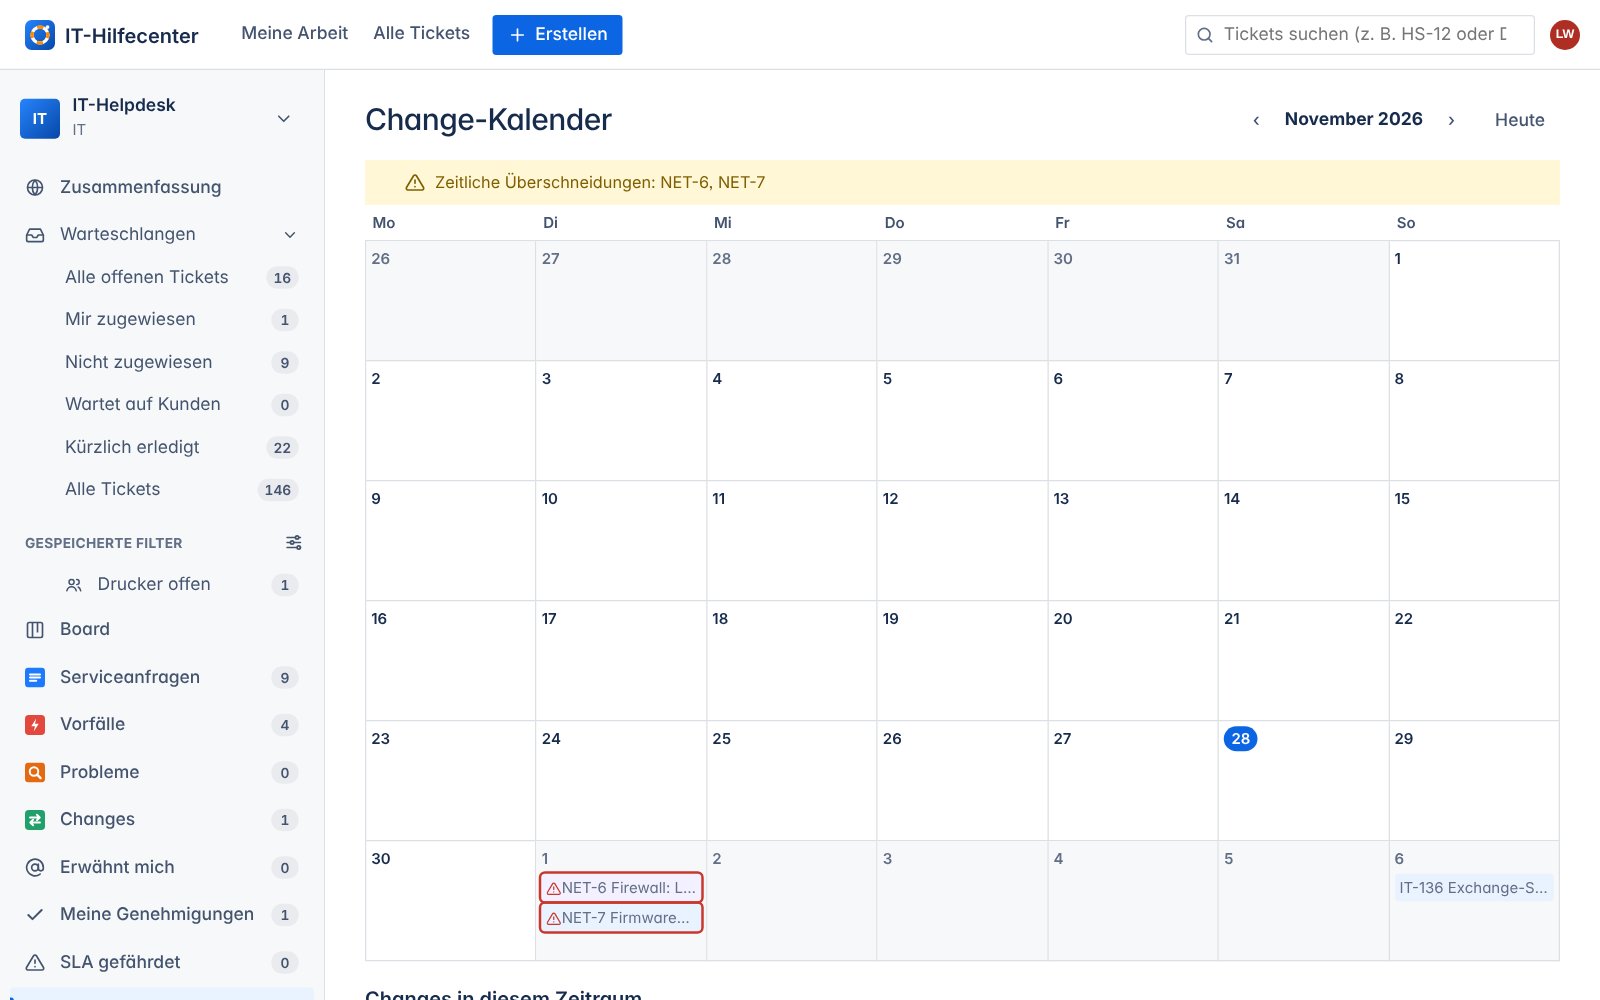 IT-Hilfecenter
Meine Arbeit
Alle Tickets
Erstellen
Tickets suchen (z. B. HS-12 oder D
LW
IT
IT-Helpdesk
IT
Zusammenfassung
Warteschlangen
Alle offenen Tickets 16
Mir zugewiesen 1
Nicht zugewiesen 9
Wartet auf Kunden 0
Kürzlich erledigt 22
Alle Tickets 146
GESPEICHERTE FILTER
Drucker offen 1
Board
Serviceanfragen 9
Vorfälle 4
Probleme 0
Changes 1
Erwähnt mich 0
Meine Genehmigungen 1
SLA gefährdet 0
Change-Kalender
‹ November 2026 › Heute
Zeitliche Überschneidungen: NET-6, NET-7
Mo Di Mi Do Fr Sa So
26 27 28 29 30 31 1
2 3 4 5 6 7 8
9 10 11 12 13 14 15
16 17 18 19 20 21 22
23 24 25 26 27 28 29
30 1 2 3 4 5 6
NET-6 Firewall: L...
IT-136 Exchange-S...
NET-7 Firmware...
Changes in diesem Zeitraum